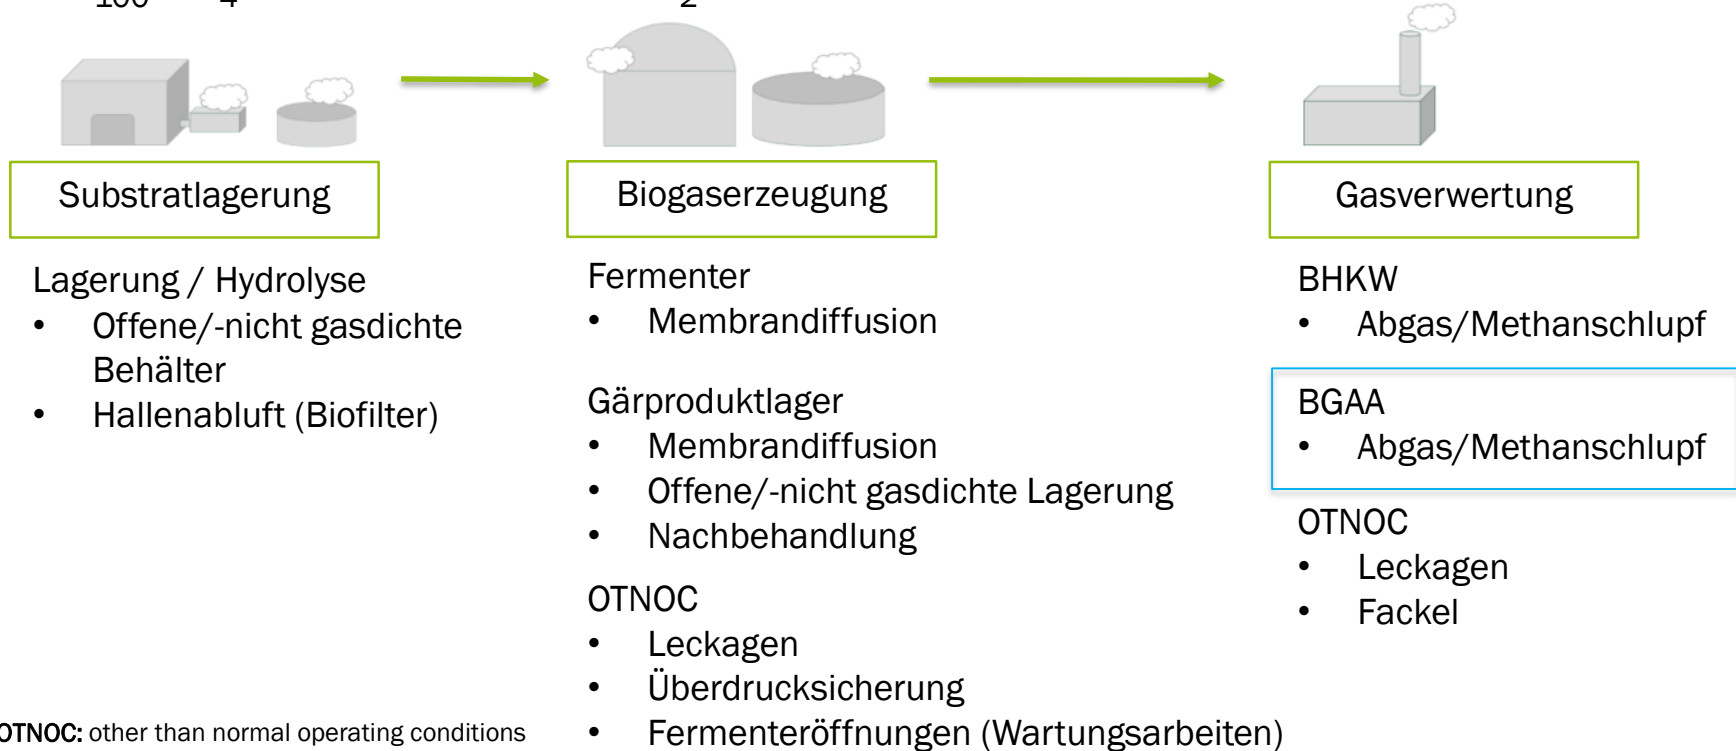 Substratlagerung
Lagerung / Hydrolyse
• Offene/-nicht gasdichte
Behälter
• Hallenabluft (Biofilter)
Biogaserzeugung
Fermenter
• Membrandiffusion
Gärproduktlager
• Membrandiffusion
• Offene/-nicht gasdichte Lagerung
• Nachbehandlung
OTNOC
• Leckagen
• Überdrucksicherung
• Fermenteröffnungen (Wartungsarbeiten)
Gasverwertung
BHKW
• Abgas/Methanschlupf
BGAA
• Abgas/Methanschlupf
OTNOC
• Leckagen
• Fackel
OTNOC: other than normal operating conditions